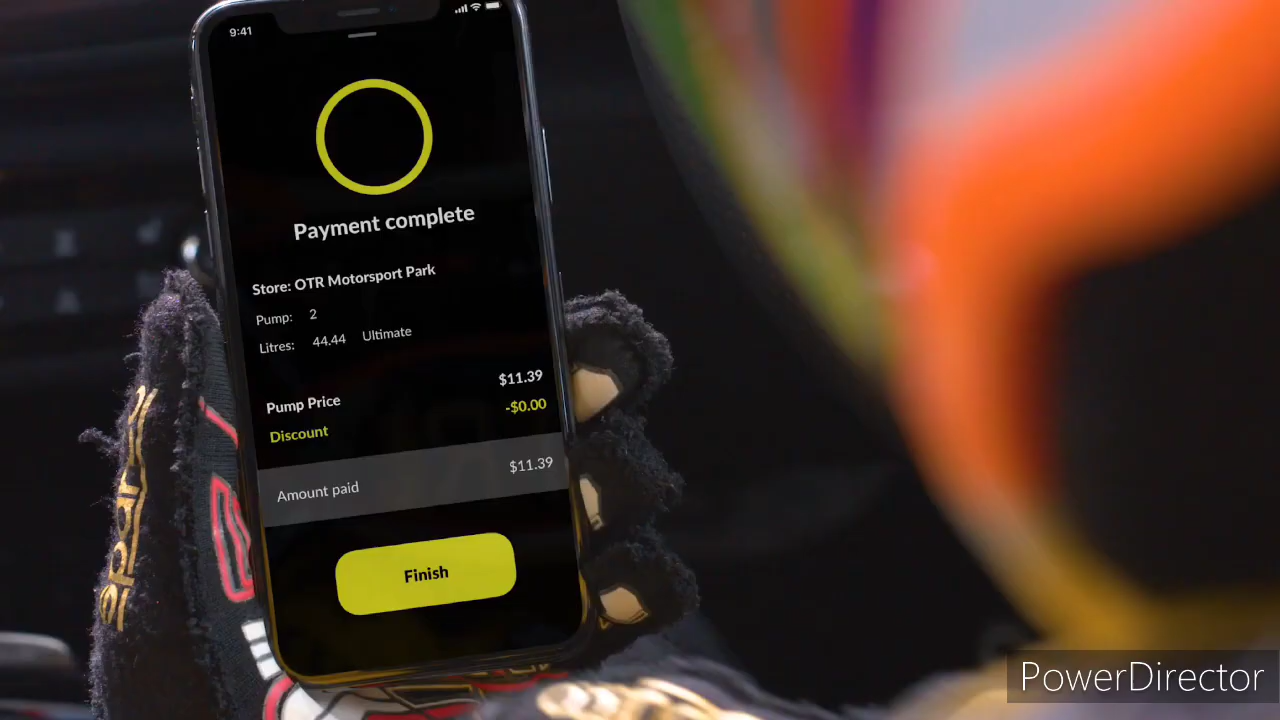 9:41
Payment complete
Store: OTR Motorsport Park
Pump: 2
Litres: 44.44 Ultimate
$11.39
Pump Price
-$0.00
Discount
$11.39
Amount paid
Finish
PowerDirector